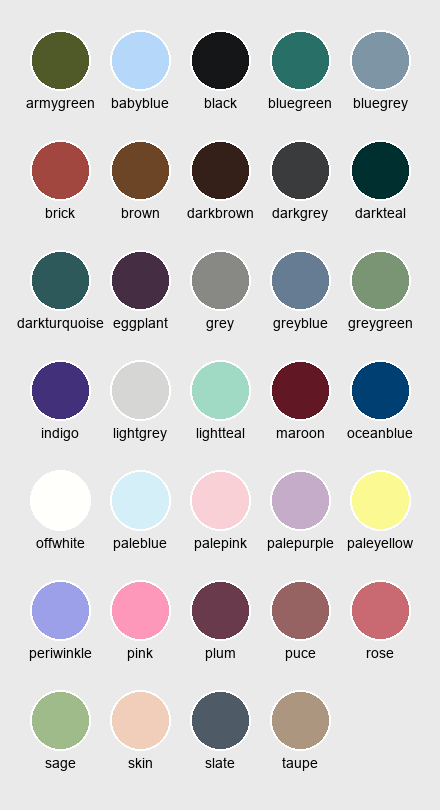 armygreen babyblue black bluegreen bluegrey
brick brown darkbrown darkgrey darkteal
darkturquoise eggplant grey greyblue greygreen
indigo lightgrey lightteal maroon oceanblue
offwhite paleblue palepink palepurple paleyellow
periwinkle pink plum puce rose
sage skin slate taupe